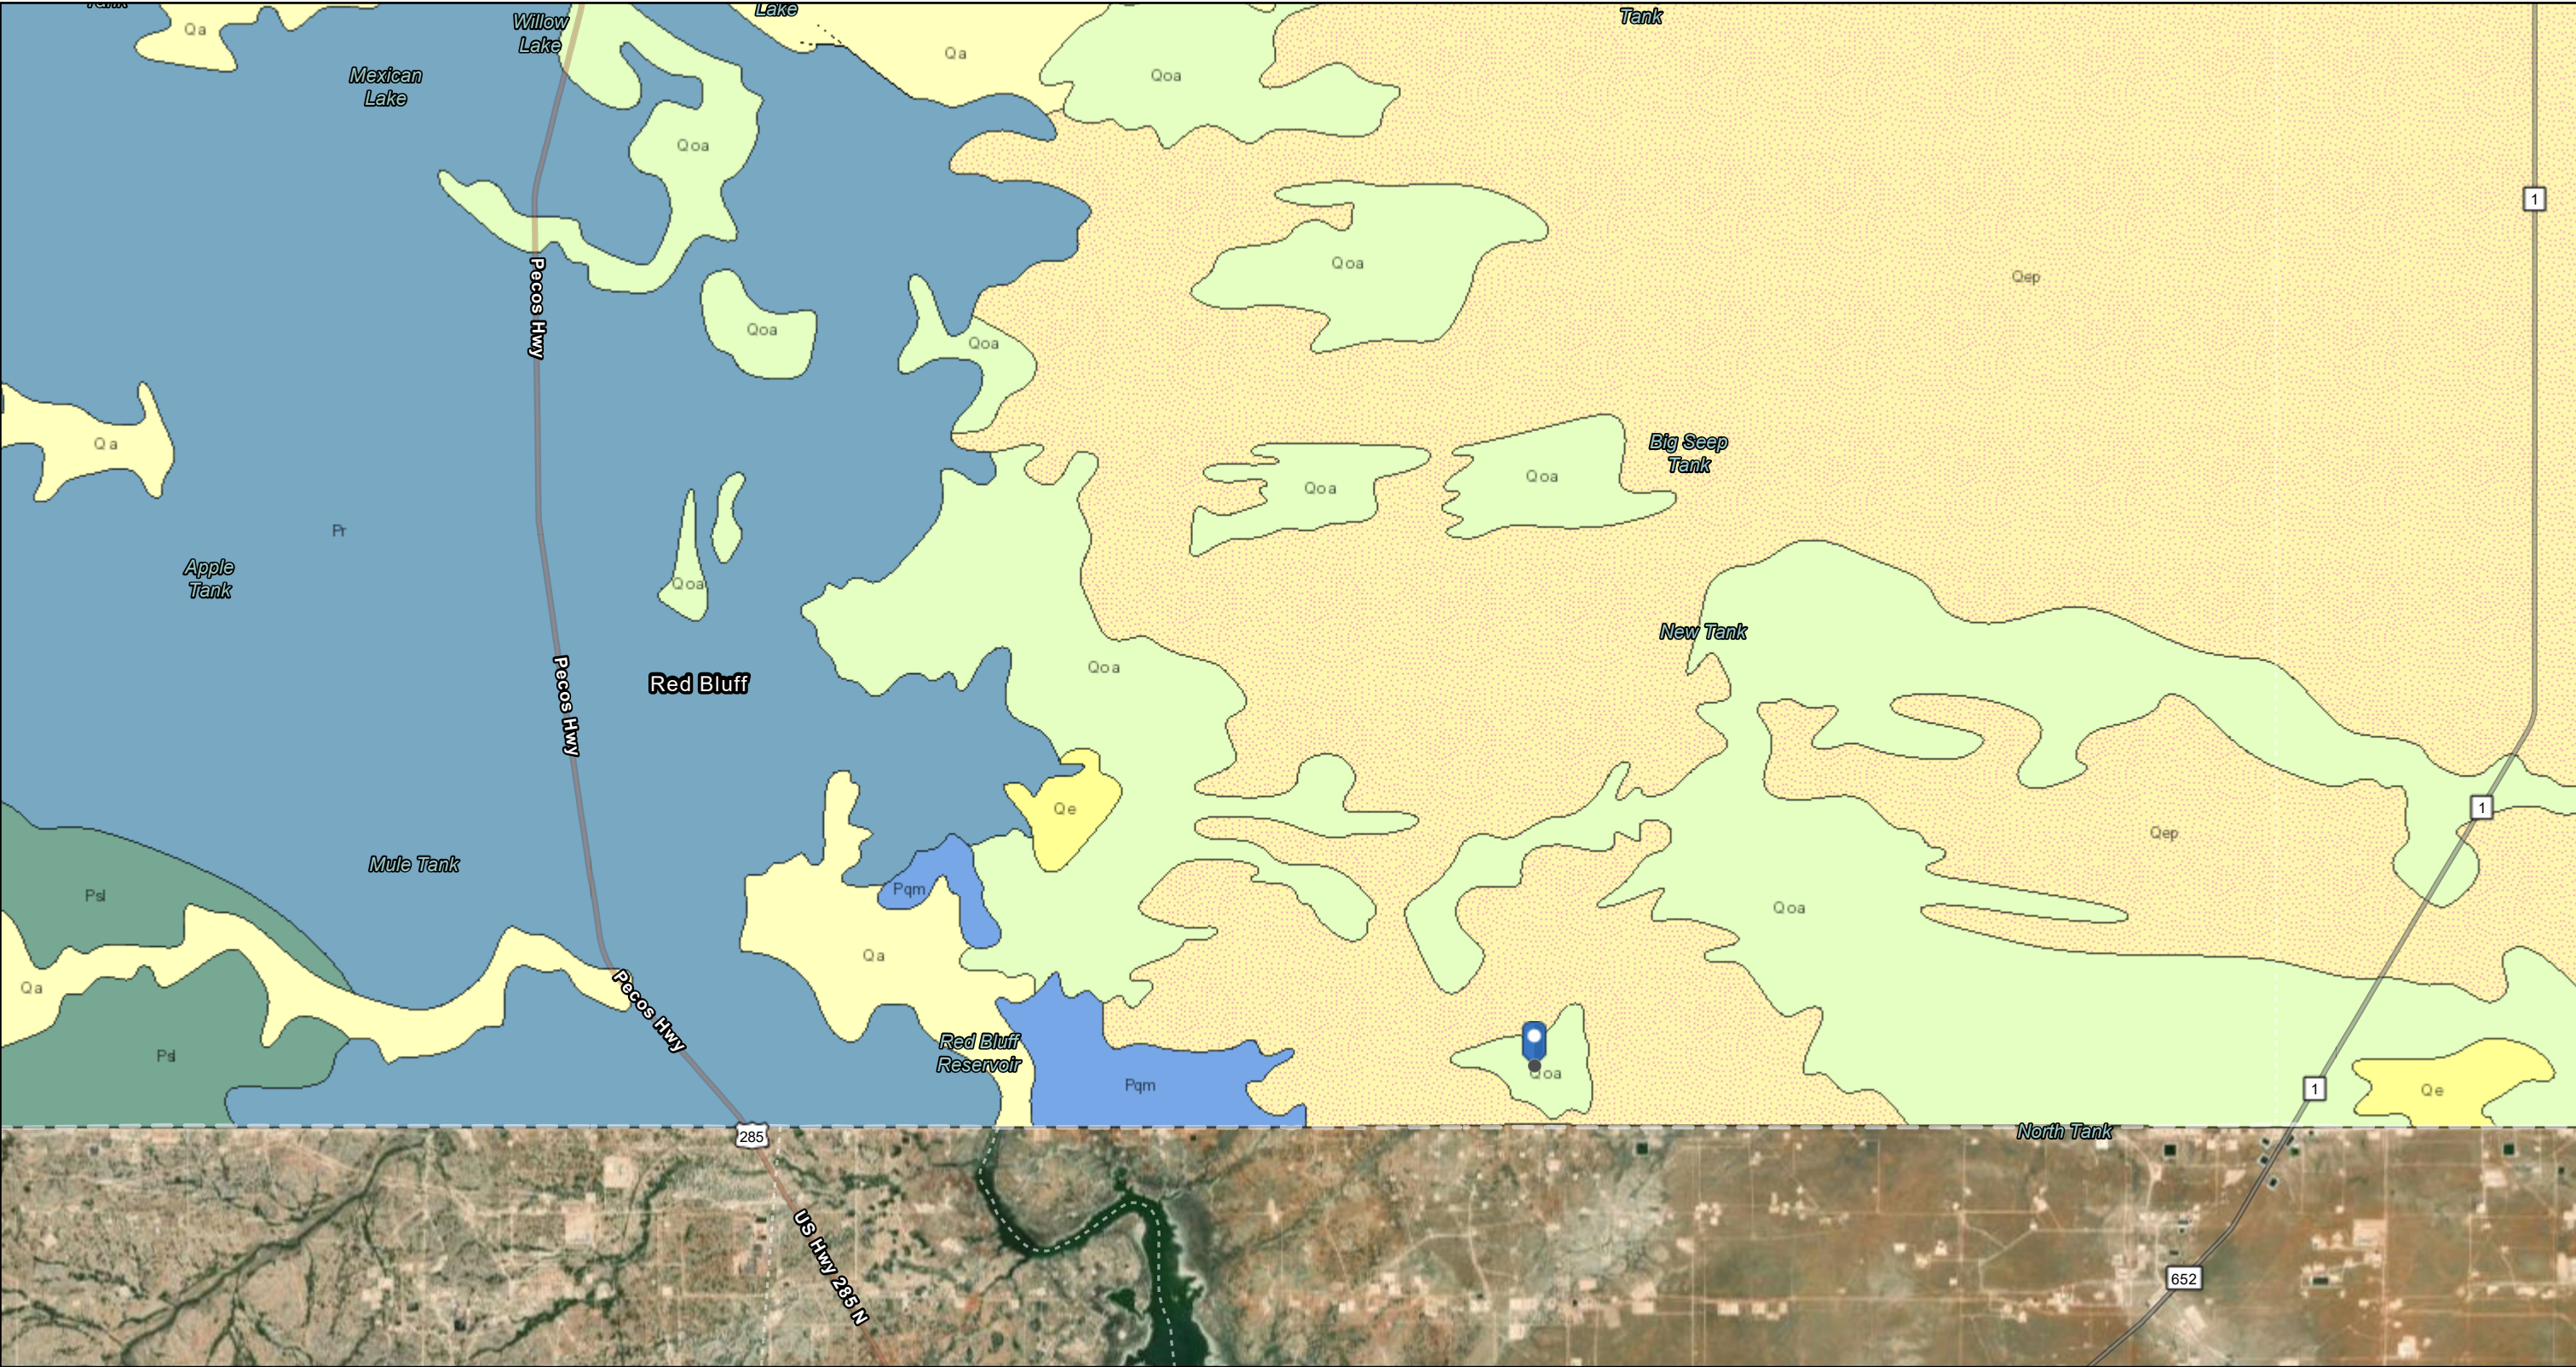 Tank
Qa
Willow
Lake
Lake
Tank
Mexican
Lake
Qa
Qoa
Qoa
1
Qoa
Qep
Pecos Hwy
Qoa
Qoa
Qa
Big Seep
Tank
Qoa
Qoa
Pr
Apple
Tank
Qoa
New Tank
Qoa
Red Bluff
Pecos Hwy
Qe
1
Qep
Mule Tank
Pqm
Psl
Qoa
Qa
Qa
Pecos Hwy
Red Bluff
Reservoir
Psl
Pqm
Qoa
1
Qe
285
North Tank
US Hwy 285 N
652